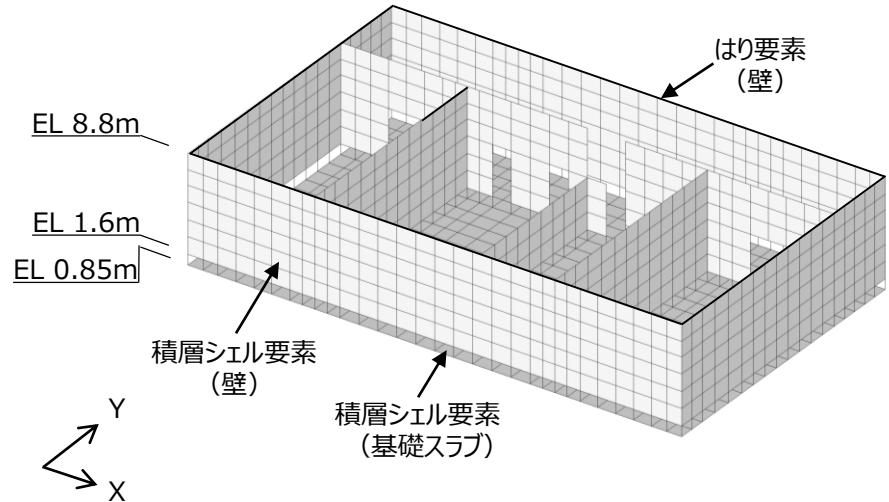 はり要素
（壁）
EL 8.8m
EL 1.6m
EL 0.85m
積層シェル要素
（壁）
積層シェル要素
（基礎スラブ）
Y
X